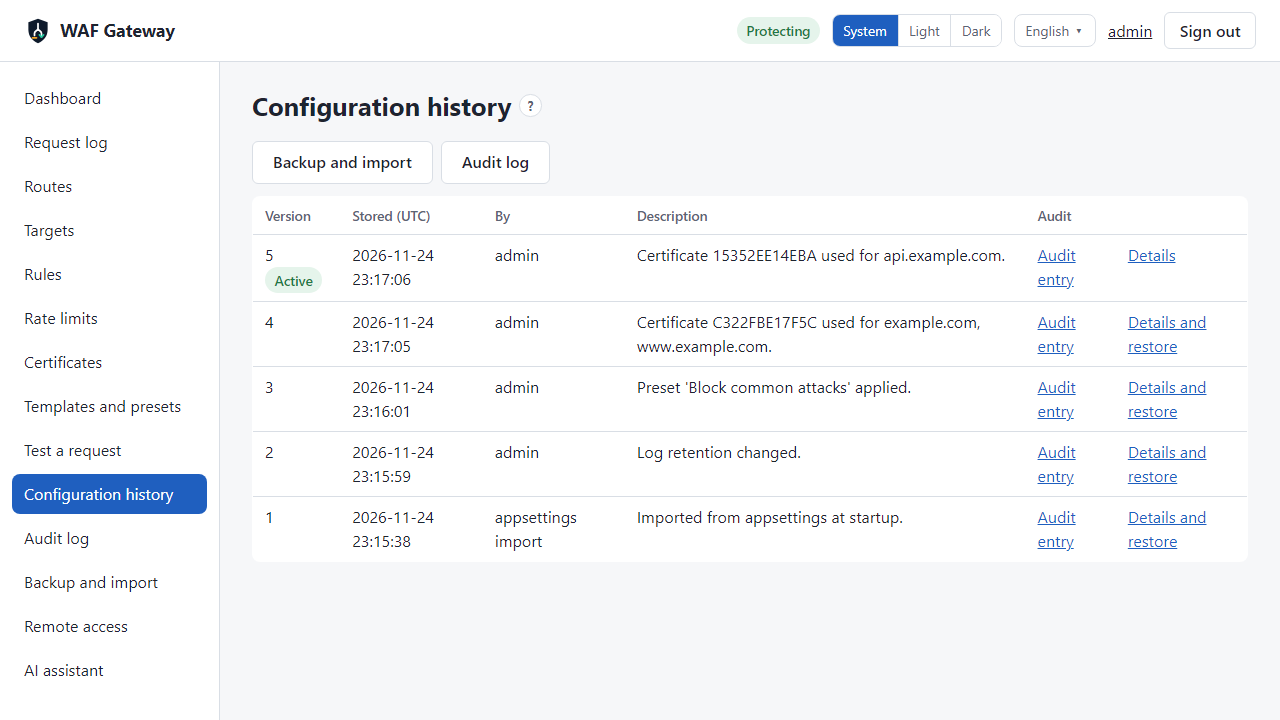 WAF Gateway
Protecting
System
Light
Dark
English
admin
Sign out
Dashboard
Request log
Routes
Targets
Rules
Rate limits
Certificates
Templates and presets
Test a request
Configuration history
Audit log
Backup and import
Remote access
AI assistant
Configuration history ?
Backup and import
Audit log
Version Stored (UTC) By Description Audit
5 2026-11-24 admin Certificate 15352EE14EBA used for api.example.com. Audit Details
Active 23:17:06 entry
4 2026-11-24 admin Certificate C322FBE17F5C used for example.com, Audit Details and
23:17:05 www.example.com. entry restore
3 2026-11-24 admin Preset 'Block common attacks' applied. Audit Details and
23:16:01 entry restore
2 2026-11-24 admin Log retention changed. Audit Details and
23:15:59 entry restore
1 2026-11-24 appsettings Imported from appsettings at startup. Audit Details and
23:15:38 import entry restore